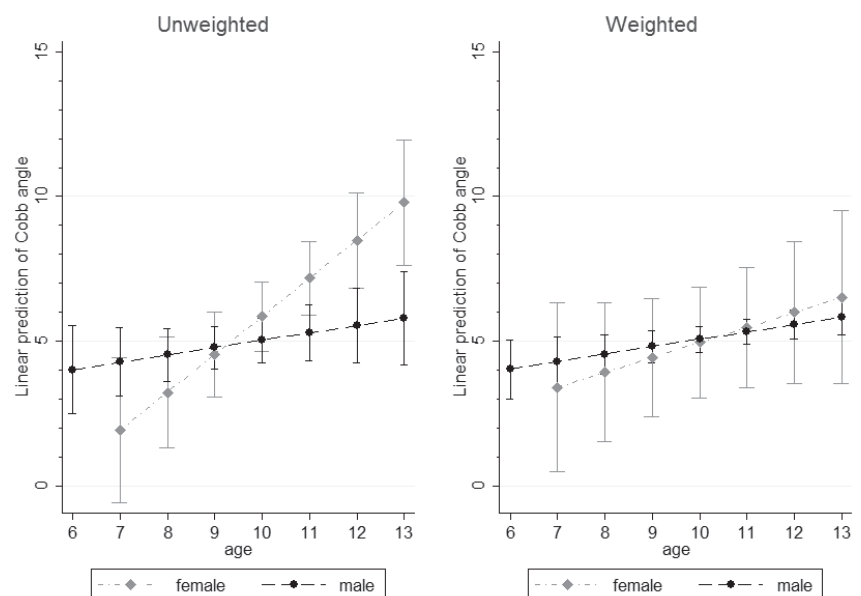 Unweighted
Linear prediction of Cobb angle
15
10
5
0
6 7 8 9 10 11 12 13
age
female male
Weighted
Linear prediction of Cobb angle
15
10
5
0
6 7 8 9 10 11 12 13
age
female male